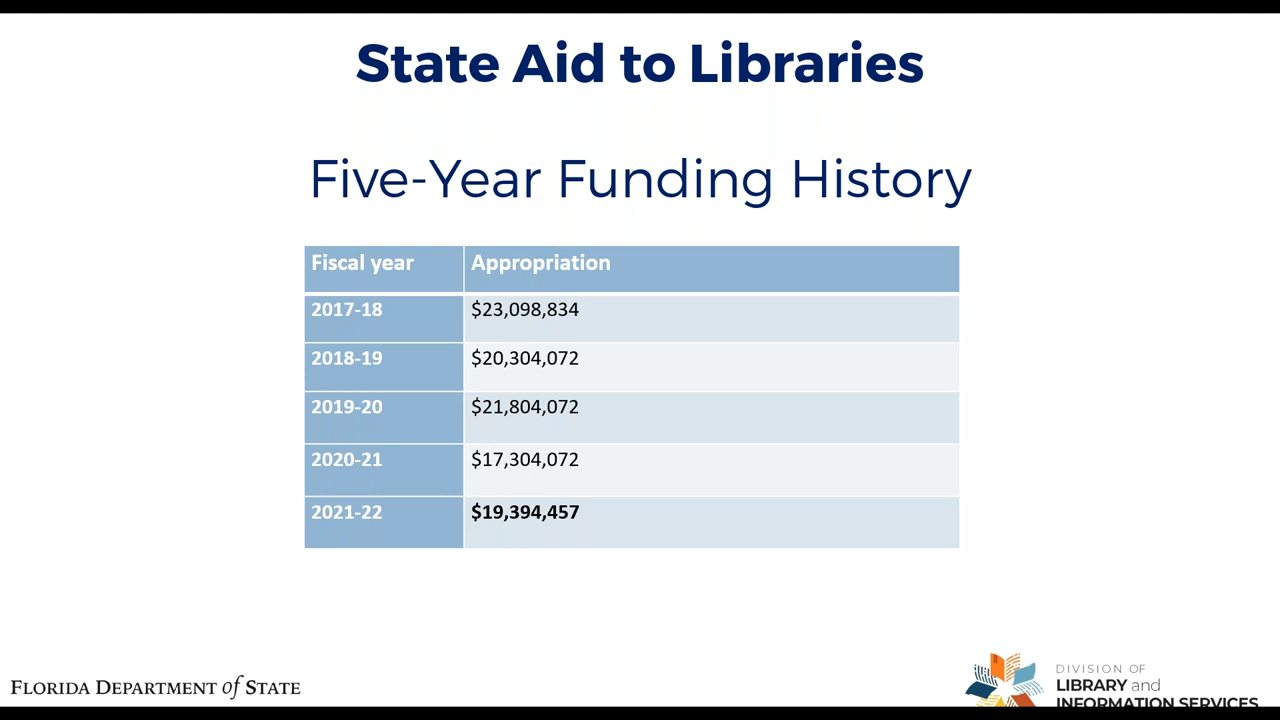 State Aid to Libraries
Five-Year Funding History
Fiscal year Appropriation
2017-18 $23,098,834
2018-19 $20,304,072
2019-20 $21,804,072
2020-21 $17,304,072
2021-22 $19,394,457
FLORIDA DEPARTMENT of STATE
DIVISION OF
LIBRARY and
INFORMATION SERVICES